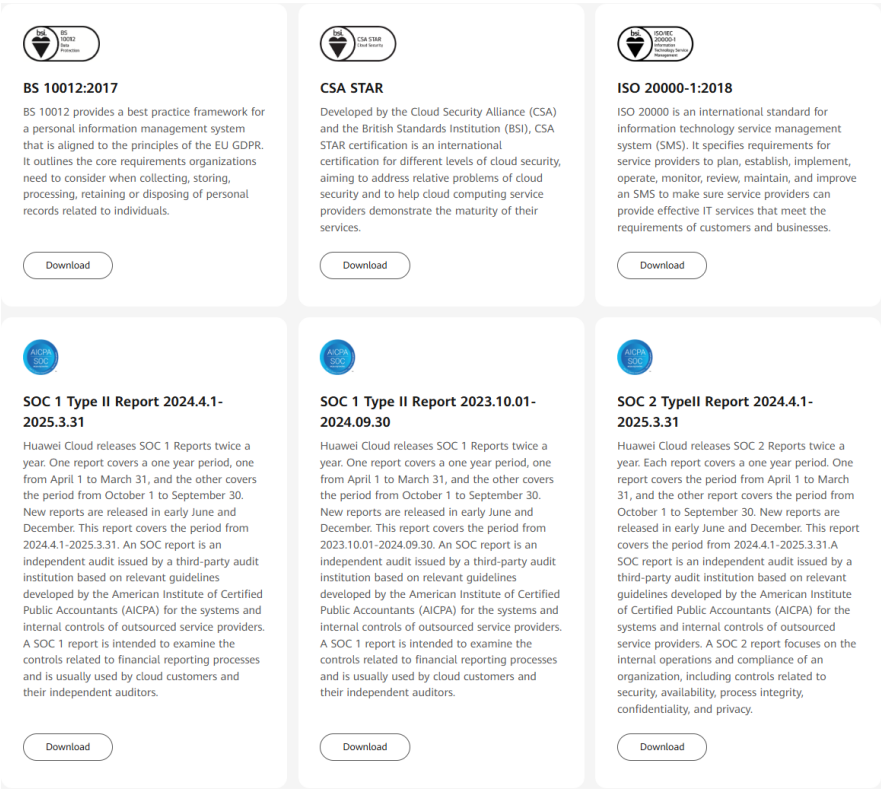 bsi.
BS
10012
Data
Protection
BS 10012:2017
BS 10012 provides a best practice framework for
a personal information management system
that is aligned to the principles of the EU GDPR.
It outlines the core requirements organizations
need to consider when collecting, storing,
processing, retaining or disposing of personal
records related to individuals.
Download
bsi.
CSA STAR
Cloud Security
CSA STAR
Developed by the Cloud Security Alliance (CSA)
and the British Standards Institution (BSI), CSA
STAR certification is an international
certification for different levels of cloud security,
aiming to address relative problems of cloud
security and to help cloud computing service
providers demonstrate the maturity of their
services.
Download
bsi.
ISO/IEC
20000-1
Information
Technology Service
Management
ISO 20000-1:2018
ISO 20000 is an international standard for
information technology service management
system (SMS). It specifies requirements for
service providers to plan, establish, implement,
operate, monitor, review, maintain, and improve
an SMS to make sure service providers can
provide effective IT services that meet the
requirements of customers and businesses.
Download
AICPA
SOC
SOC 1 Type II Report 2024.4.1-
2025.3.31
Huawei Cloud releases SOC 1 Reports twice a
year. One report covers a one year period, one
from April 1 to March 31, and the other covers
the period from October 1 to September 30.
New reports are released in early June and
December. This report covers the period from
2024.4.1-2025.3.31. An SOC report is an
independent audit issued by a third-party audit
institution based on relevant guidelines
developed by the American Institute of Certified
Public Accountants (AICPA) for the systems and
internal controls of outsourced service providers.
A SOC 1 report is intended to examine the
controls related to financial reporting processes
and is usually used by cloud customers and
their independent auditors.
Download
AICPA
SOC
SOC 1 Type II Report 2023.10.01-
2024.09.30
Huawei Cloud releases SOC 1 Reports twice a
year. One report covers a one year period, one
from April 1 to March 31, and the other covers
the period from October 1 to September 30.
New reports are released in early June and
December. This report covers the period from
2023.10.01-2024.09.30. An SOC report is an
independent audit issued by a third-party audit
institution based on relevant guidelines
developed by the American Institute of Certified
Public Accountants (AICPA) for the systems and
internal controls of outsourced service providers.
A SOC 1 report is intended to examine the
controls related to financial reporting processes
and is usually used by cloud customers and
their independent auditors.
Download
AICPA
SOC
SOC 2 TypeII Report 2024.4.1-
2025.3.31
Huawei Cloud releases SOC 2 Reports twice a
year. Each report covers a one year period. One
report covers the period from April 1 to March
31, and the other report covers the period from
October 1 to September 30. New reports are
released in early June and December. This report
covers the period from 2024.4.1-2025.3.31.A
SOC report is an independent audit issued by a
third-party audit institution based on relevant
guidelines developed by the American Institute
of Certified Public Accountants (AICPA) for the
systems and internal controls of outsourced
service providers. A SOC 2 report focuses on the
internal operations and compliance of an
organization, including controls related to
security, availability, process integrity,
confidentiality, and privacy.
Download